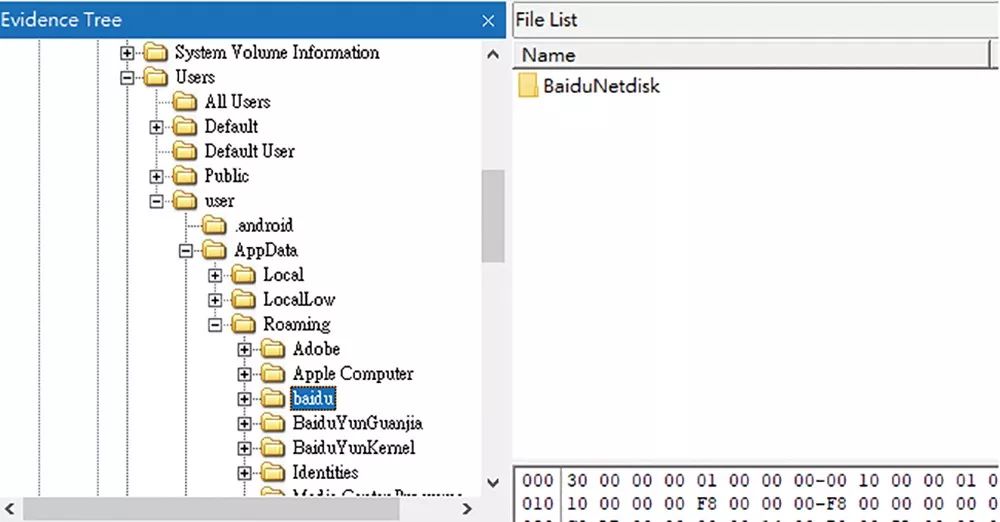 Evidence Tree
System Volume Information
Users
All Users
Default
Default User
Public
user
.android
AppData
Local
LocalLow
Roaming
Adobe
Apple Computer
baidu
BaiduYunGuanjia
BaiduYunKernel
Identities
File List
Name
BaiduNetdisk
000 30 00 00 00 01 00 00 00-00 10 00 00 01 0
010 10 00 00 00 F8 00 00 00-F8 00 00 00 00 0